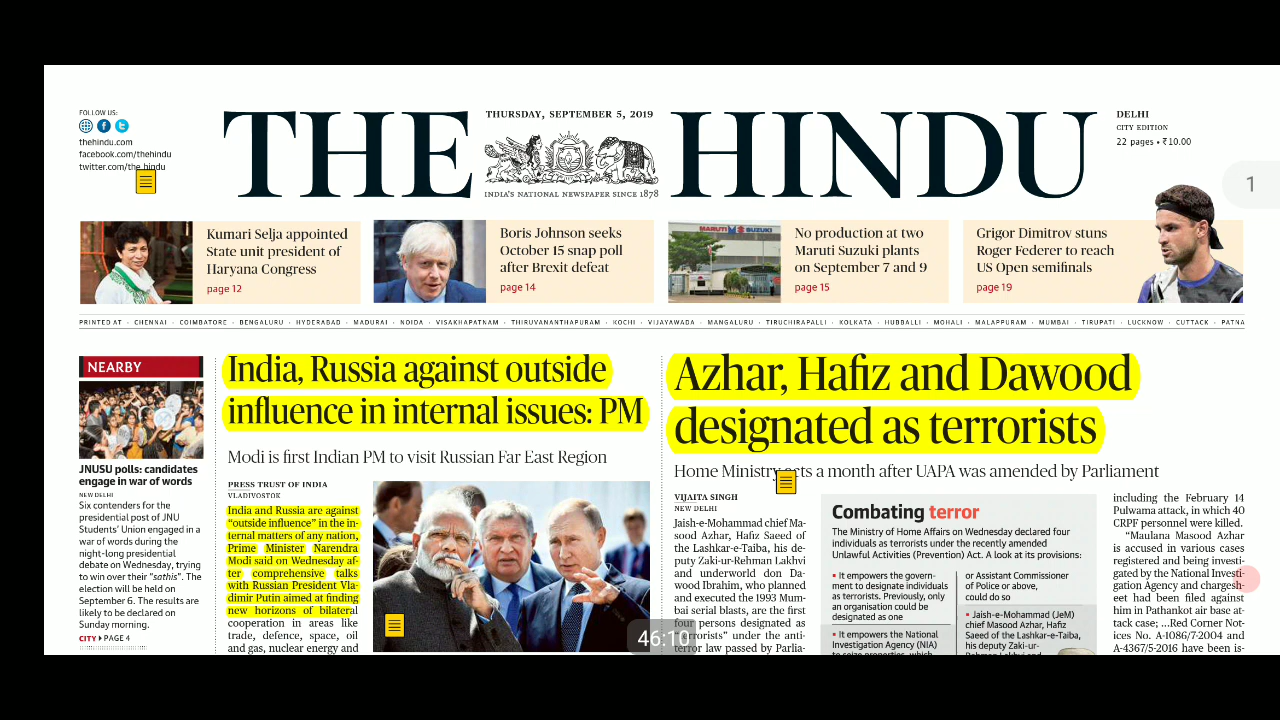 FOLLOW US:
thehindu.com
facebook.com/thehindu
twitter.com/the_hindu
THE HINDU
THURSDAY, SEPTEMBER 5, 2019
INDIA'S NATIONAL NEWSPAPER SINCE 1878
DELHI
CITY EDITION
22 pages • ₹10.00
1
Kumari Selja appointed
State unit president of
Haryana Congress
page 12
Boris Johnson seeks
October 15 snap poll
after Brexit defeat
page 14
MARUTI SUZUKI
No production at two
Maruti Suzuki plants
on September 7 and 9
page 15
Grigor Dimitrov stuns
Roger Federer to reach
US Open semifinals
page 19
PRINTED AT • CHENNAI • COIMBATORE • BENGALURU • HYDERABAD • MADURAI • NOIDA • VISAKHAPATNAM • THIRUVANANTHAPURAM • KOCHI • VIJAYAWADA • MANGALURU • TIRUCHIRAPALLI • KOLKATA • HUBBALLI • MOHALI • MALAPPURAM • MUMBAI • TIRUPATI • LUCKNOW • CUTTACK • PATNA
NEARBY
JNUSU polls: candidates
engage in war of words
NEW DELHI
Six contenders for the
presidential post of JNU
Students' Union engaged in a
war of words during the
night-long presidential
debate on Wednesday, trying
to win over their "sathis". The
election will be held on
September 6. The results are
likely to be declared on
Sunday morning.
CITY PAGE 4
India, Russia against outside
influence in internal issues: PM
Modi is first Indian PM to visit Russian Far East Region
PRESS TRUST OF INDIA
VLADIVOSTOK
India and Russia are against
"outside influence" in the in-
ternal matters of any nation,
Prime Minister Narendra
Modi said on Wednesday af-
ter comprehensive talks
with Russian President Vla-
dimir Putin aimed at finding
new horizons of bilateral
cooperation in areas like
trade, defence, space, oil
and gas, nuclear energy and
46:10
Azhar, Hafiz and Dawood
designated as terrorists
Home Ministry acts a month after UAPA was amended by Parliament
VIJAITA SINGH
NEW DELHI
Jaish-e-Mohammad chief Ma-
sood Azhar, Hafiz Saeed of
the Lashkar-e-Taiba, his de-
puty Zaki-ur-Rehman Lakhvi
and underworld don Da-
wood Ibrahim, who planned
and executed the 1993 Mum-
bai serial blasts, are the first
four persons designated as
"terrorists" under the anti-
terror law passed by Parlia-
Combating terror
The Ministry of Home Affairs on Wednesday declared four
individuals as terrorists under the recently amended
Unlawful Activities (Prevention) Act. A look at its provisions:
▪ It empowers the govern-
ment to designate individuals
as terrorists. Previously, only
an organisation could be
designated as one
▪ It empowers the National
Investigation Agency (NIA)
to seize properties, which
or Assistant Commissioner
of Police or above,
could do so
▪ Jaish-e-Mohammad (JeM)
chief Masood Azhar, Hafiz
Saeed of the Lashkar-e-Taiba,
his deputy Zaki-ur-
Rehman Lakhvi and
including the February 14
Pulwama attack, in which 40
CRPF personnel were killed.
"Maulana Masood Azhar
is accused in various cases
registered and being investi-
gated by the National Investi-
gation Agency and chargesh-
eet had been filed against
him in Pathankot air base at-
tack case; ...Red Corner Not-
ices No. A-1086/7-2004 and
A-4367/5-2016 have been is-